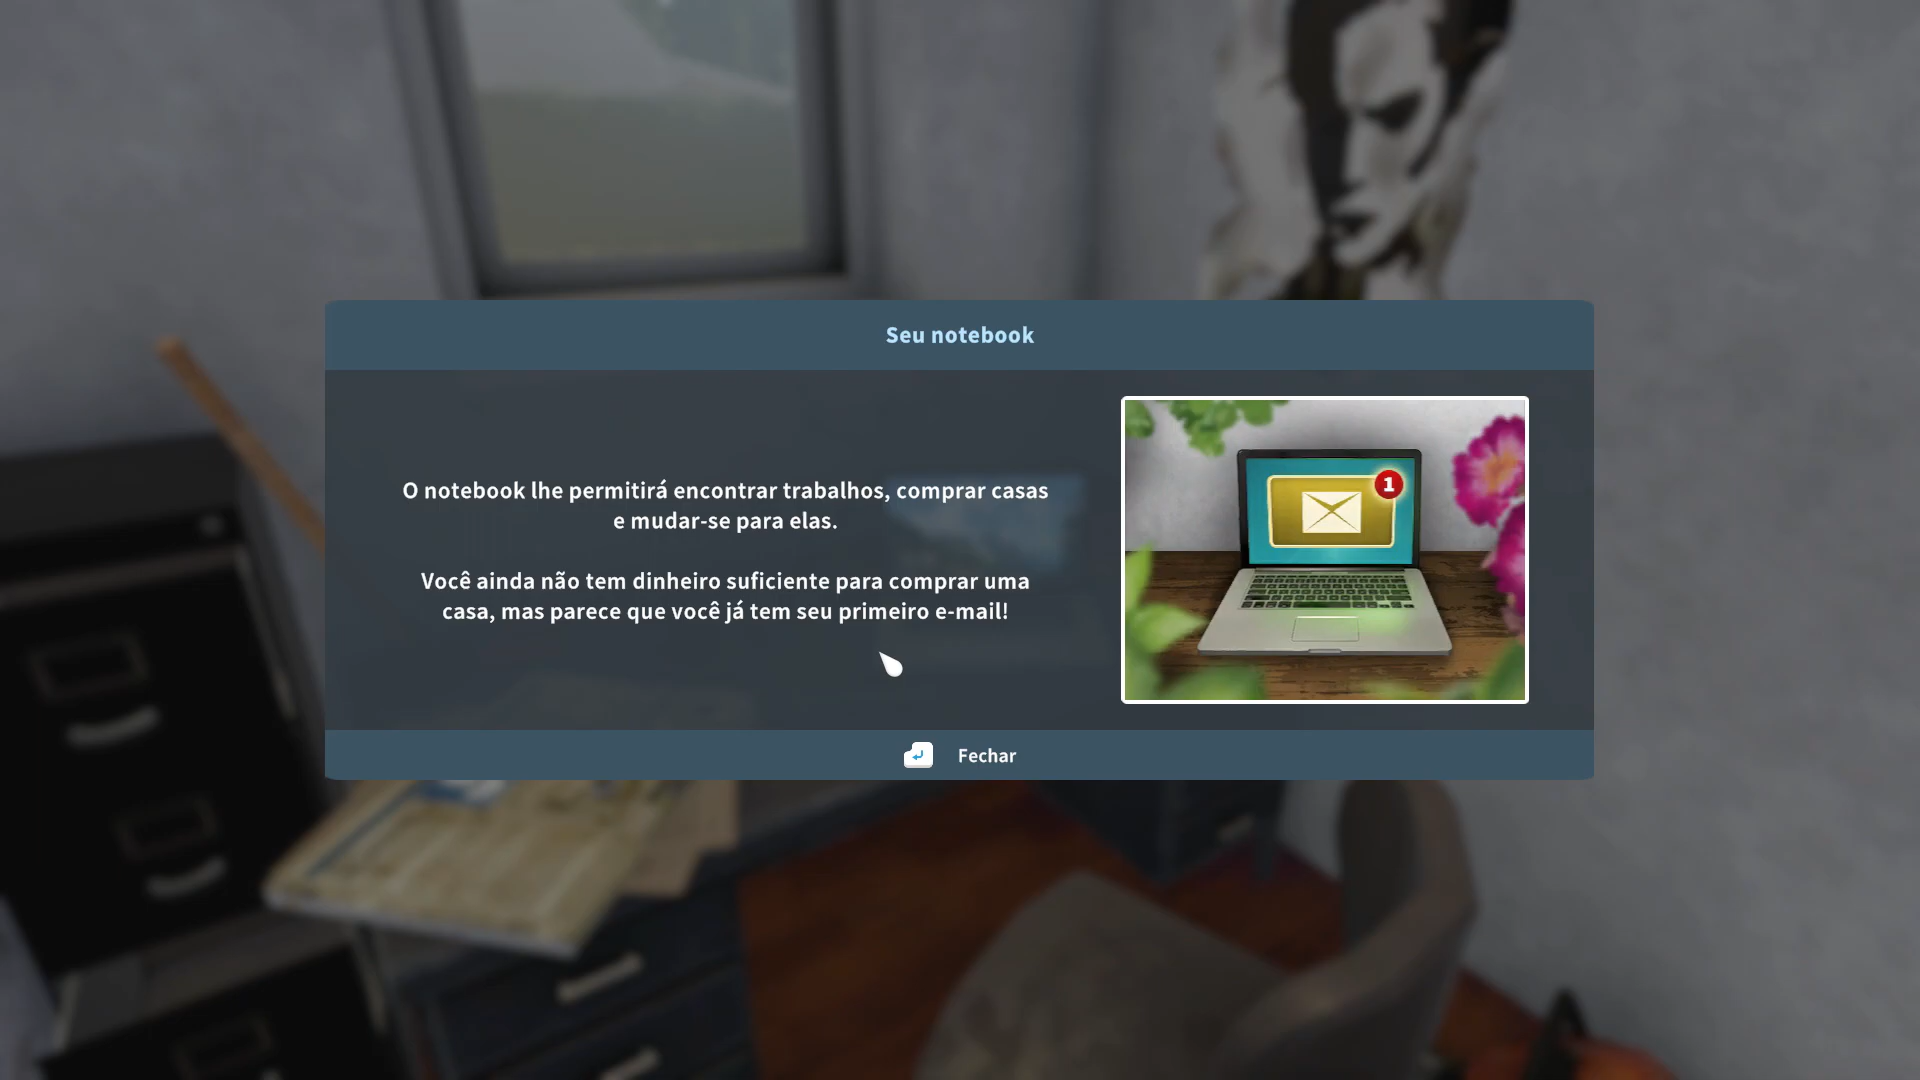 Seu notebook
O notebook lhe permitirá encontrar trabalhos, comprar casas
e mudar-se para elas.
Você ainda não tem dinheiro suficiente para comprar uma
casa, mas parece que você já tem seu primeiro e-mail!
1
Fechar